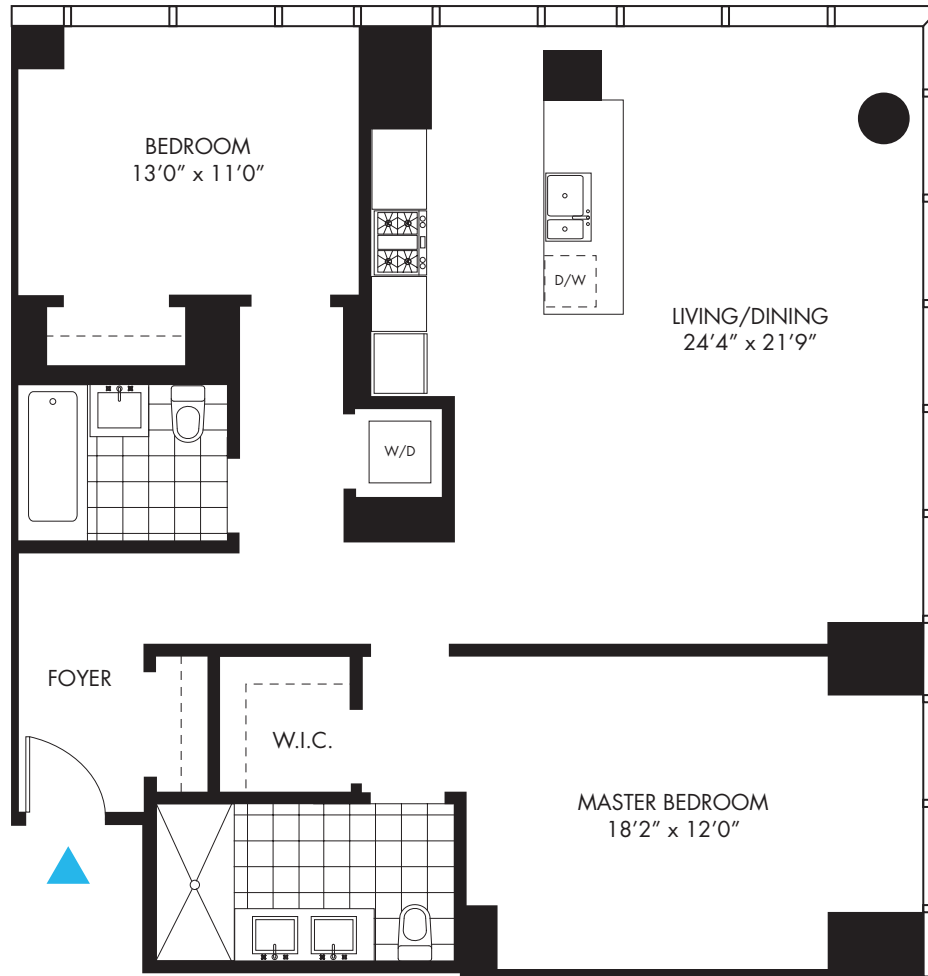 BEDROOM
13’0” x 11’0”
D/W
LIVING/DINING
24’4” x 21’9”
W/D
FOYER
W.I.C.
MASTER BEDROOM
18’2” x 12’0”